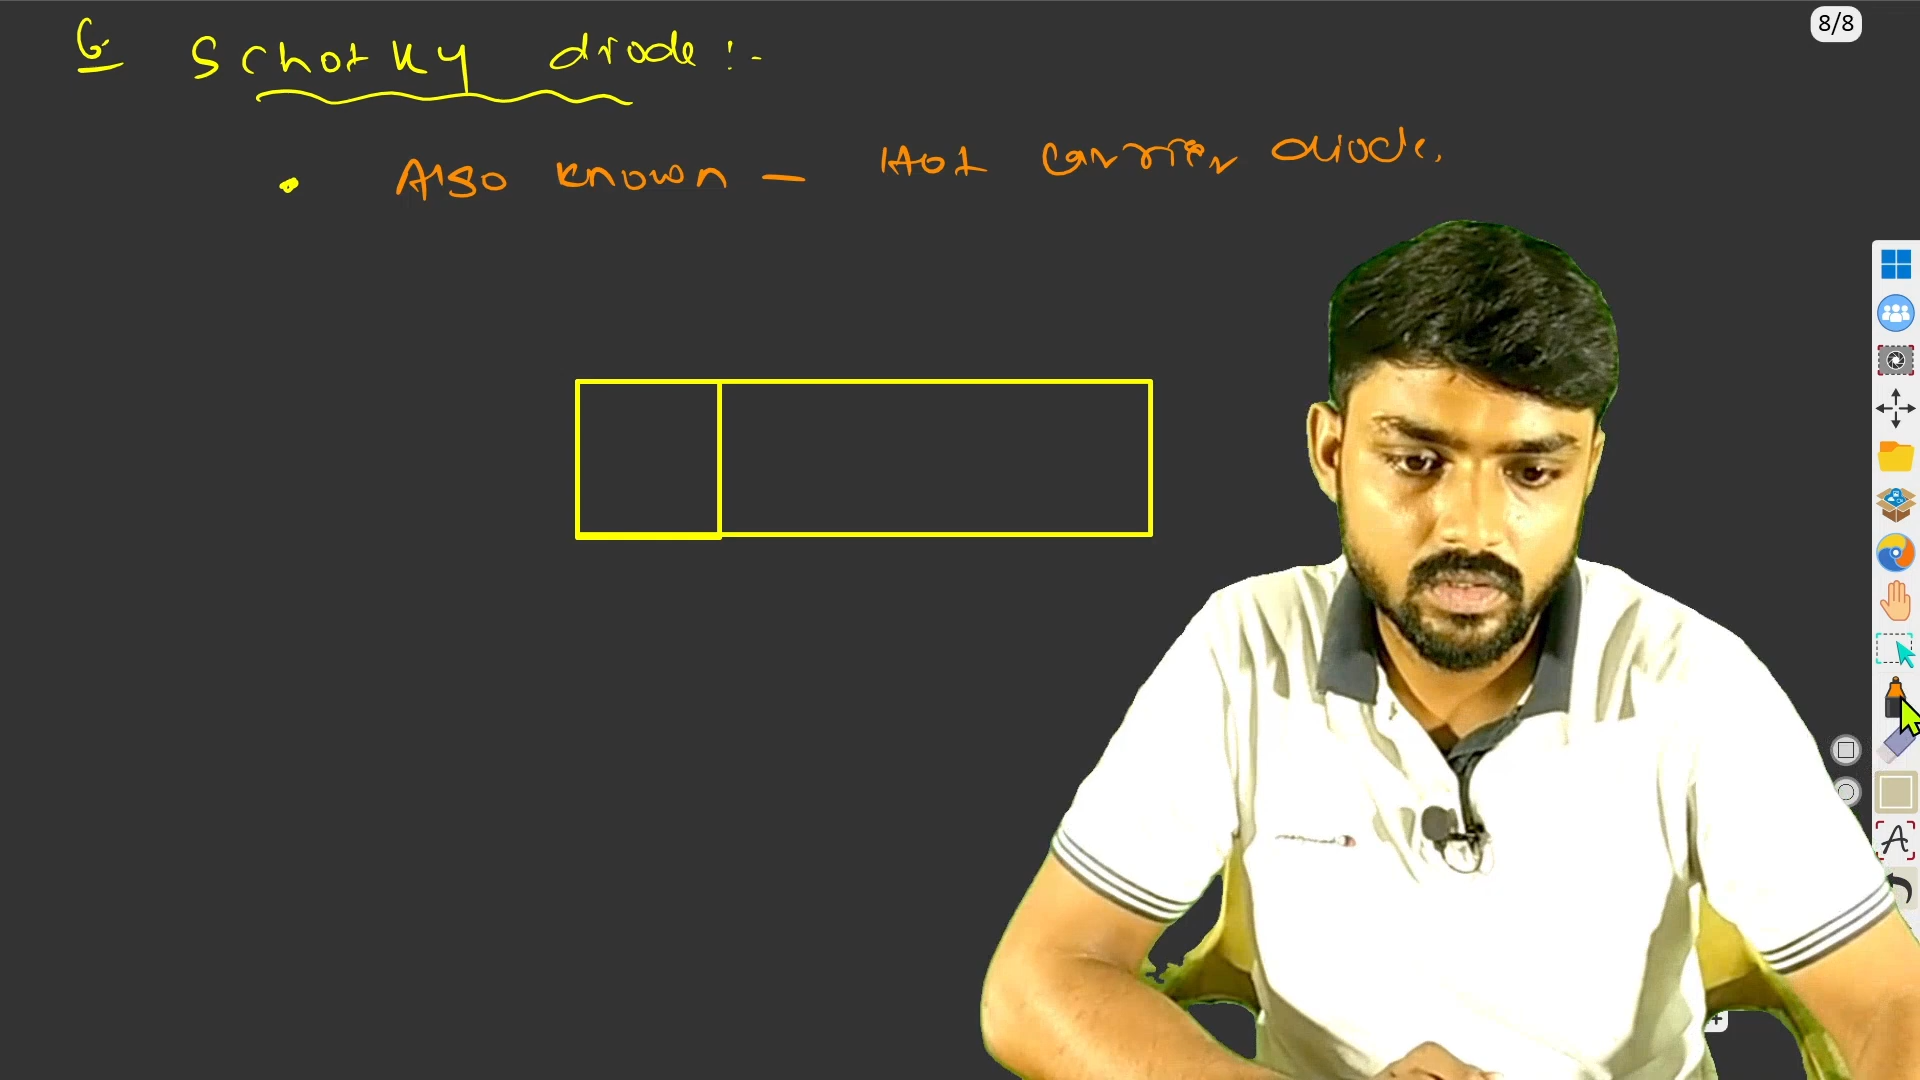 8/8
6 Schotky diode :-
• Also known — Hot carrier diode.